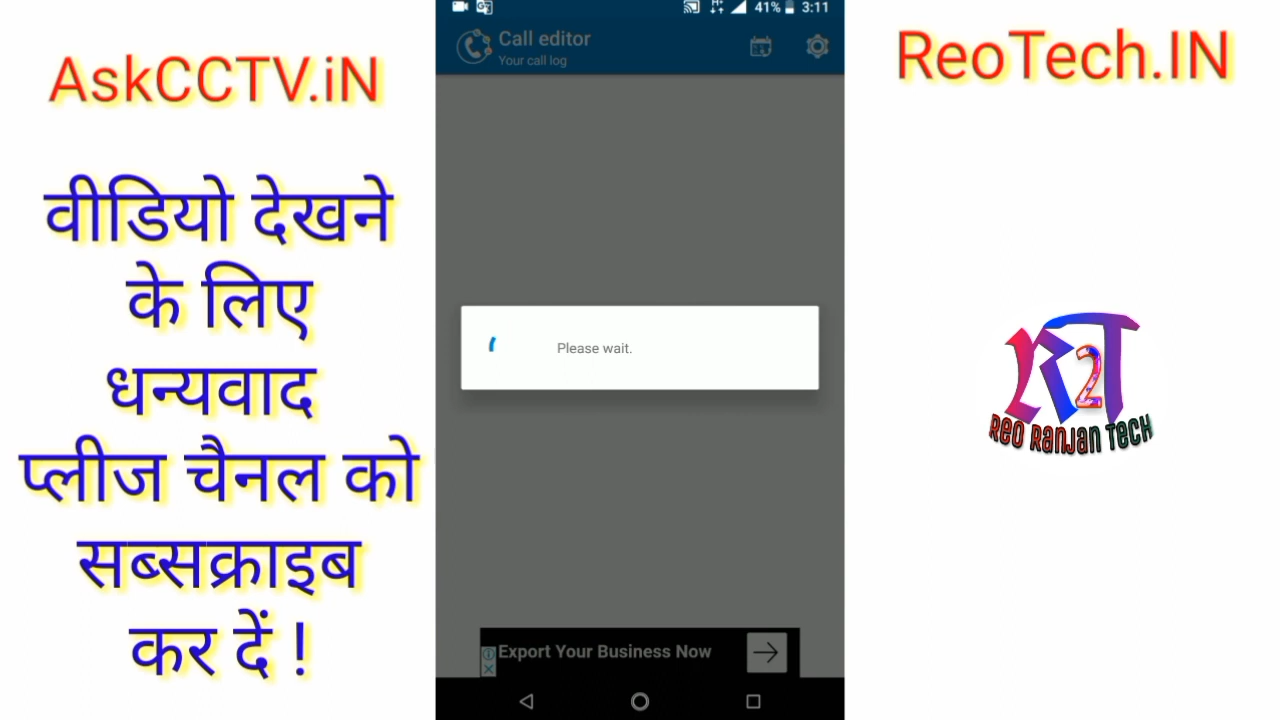 AskCCTV.iN
वीडियो देखने
के लिए
धन्यवाद
प्लीज चैनल को
सब्सक्राइब
कर दें !
41% 3:11
Call editor
Your call log
Please wait.
Export Your Business Now
ReoTech.IN
R2T
Reo Ranjan Tech